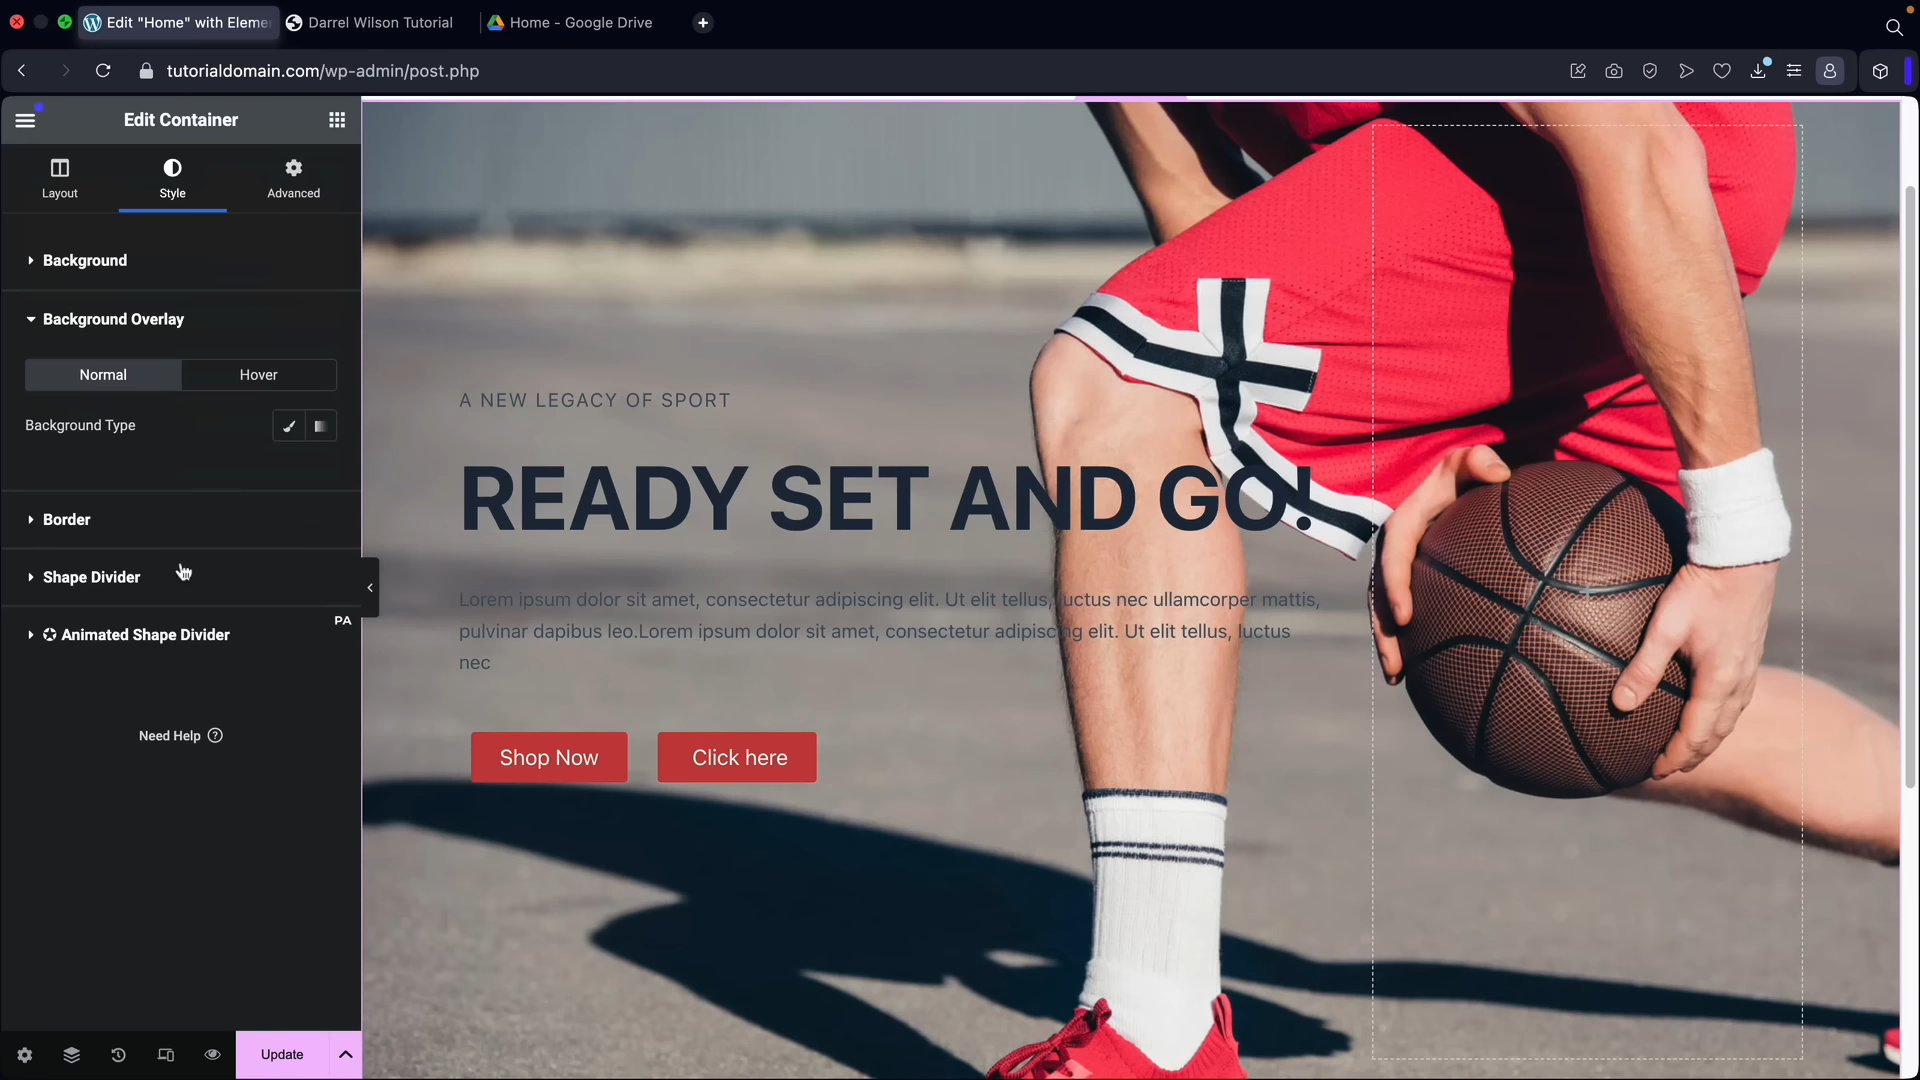 Edit "Home" with Eleme
Darrel Wilson Tutorial
Home - Google Drive
tutorialdomain.com/wp-admin/post.php
Edit Container
Layout
Style
Advanced
Background
Background Overlay
Normal
Hover
Background Type
Border
Shape Divider
PA
Animated Shape Divider
Need Help
Update
A NEW LEGACY OF SPORT
READY SET AND GO!
Lorem ipsum dolor sit amet, consectetur adipiscing elit. Ut elit tellus, luctus nec ullamcorper mattis,
pulvinar dapibus leo.Lorem ipsum dolor sit amet, consectetur adipiscing elit. Ut elit tellus, luctus
nec
Shop Now
Click here